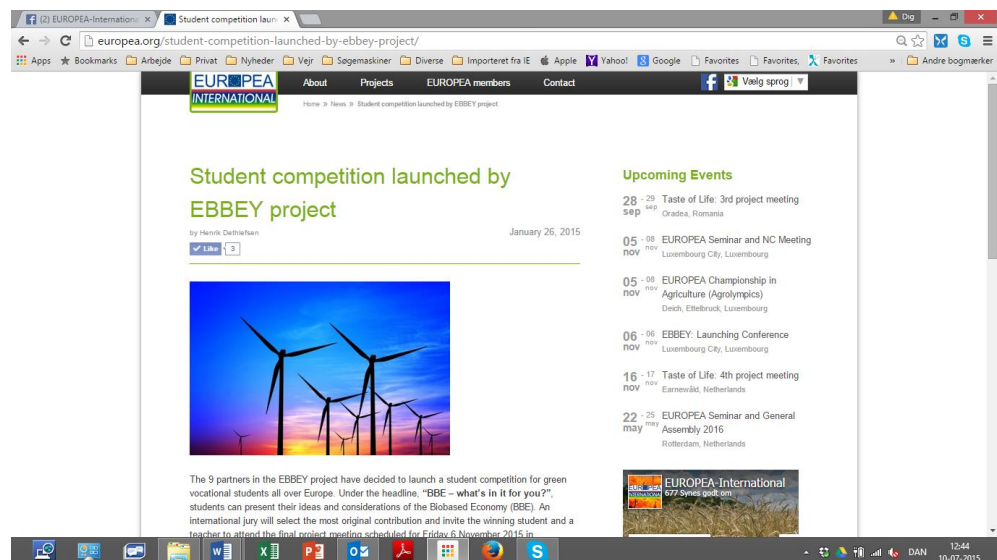 (2) EUROPEA-Internationa
Student competition laun
Dig
europea.org/student-competition-launched-by-ebbey-project/
Apps Bookmarks Arbejde Privat Nyheder Vejr Søgemaskiner Diverse Importeret fra IE Apple Yahoo! Google Favorites Favorites, Favorites » Andre bogmærker
EUROPEA
INTERNATIONAL
About Projects EUROPEA members Contact
Vælg sprog
Home » News » Student competition launched by EBBEY project
Student competition launched by
EBBEY project
by Henrik Dethlefsen January 26, 2015
Like 3
The 9 partners in the EBBEY project have decided to launch a student competition for green
vocational students all over Europe. Under the headline, “BBE – what's in it for you?”,
students can present their ideas and considerations of the Biobased Economy (BBE). An
international jury will select the most original contribution and invite the winning student and a
teacher to attend the final project meeting scheduled for Friday 6 November 2015 in
Upcoming Events
28 - 29 Taste of Life: 3rd project meeting
sep sep Oradea, Romania
05 - 08 EUROPEA Seminar and NC Meeting
nov nov Luxembourg City, Luxembourg
05 - 08 EUROPEA Championship in
nov nov Agriculture (Agrolympics)
Deich, Ettelbruck, Luxembourg
06 - 06 EBBEY: Launching Conference
nov nov Luxembourg City, Luxembourg
16 - 17 Taste of Life: 4th project meeting
nov nov Earnewâld, Netherlands
22 - 25 EUROPEA Seminar and General
may may Assembly 2016
Rotterdam, Netherlands
EUROPEA-International
677 Synes godt om
DAN
12:44
10-07-2015